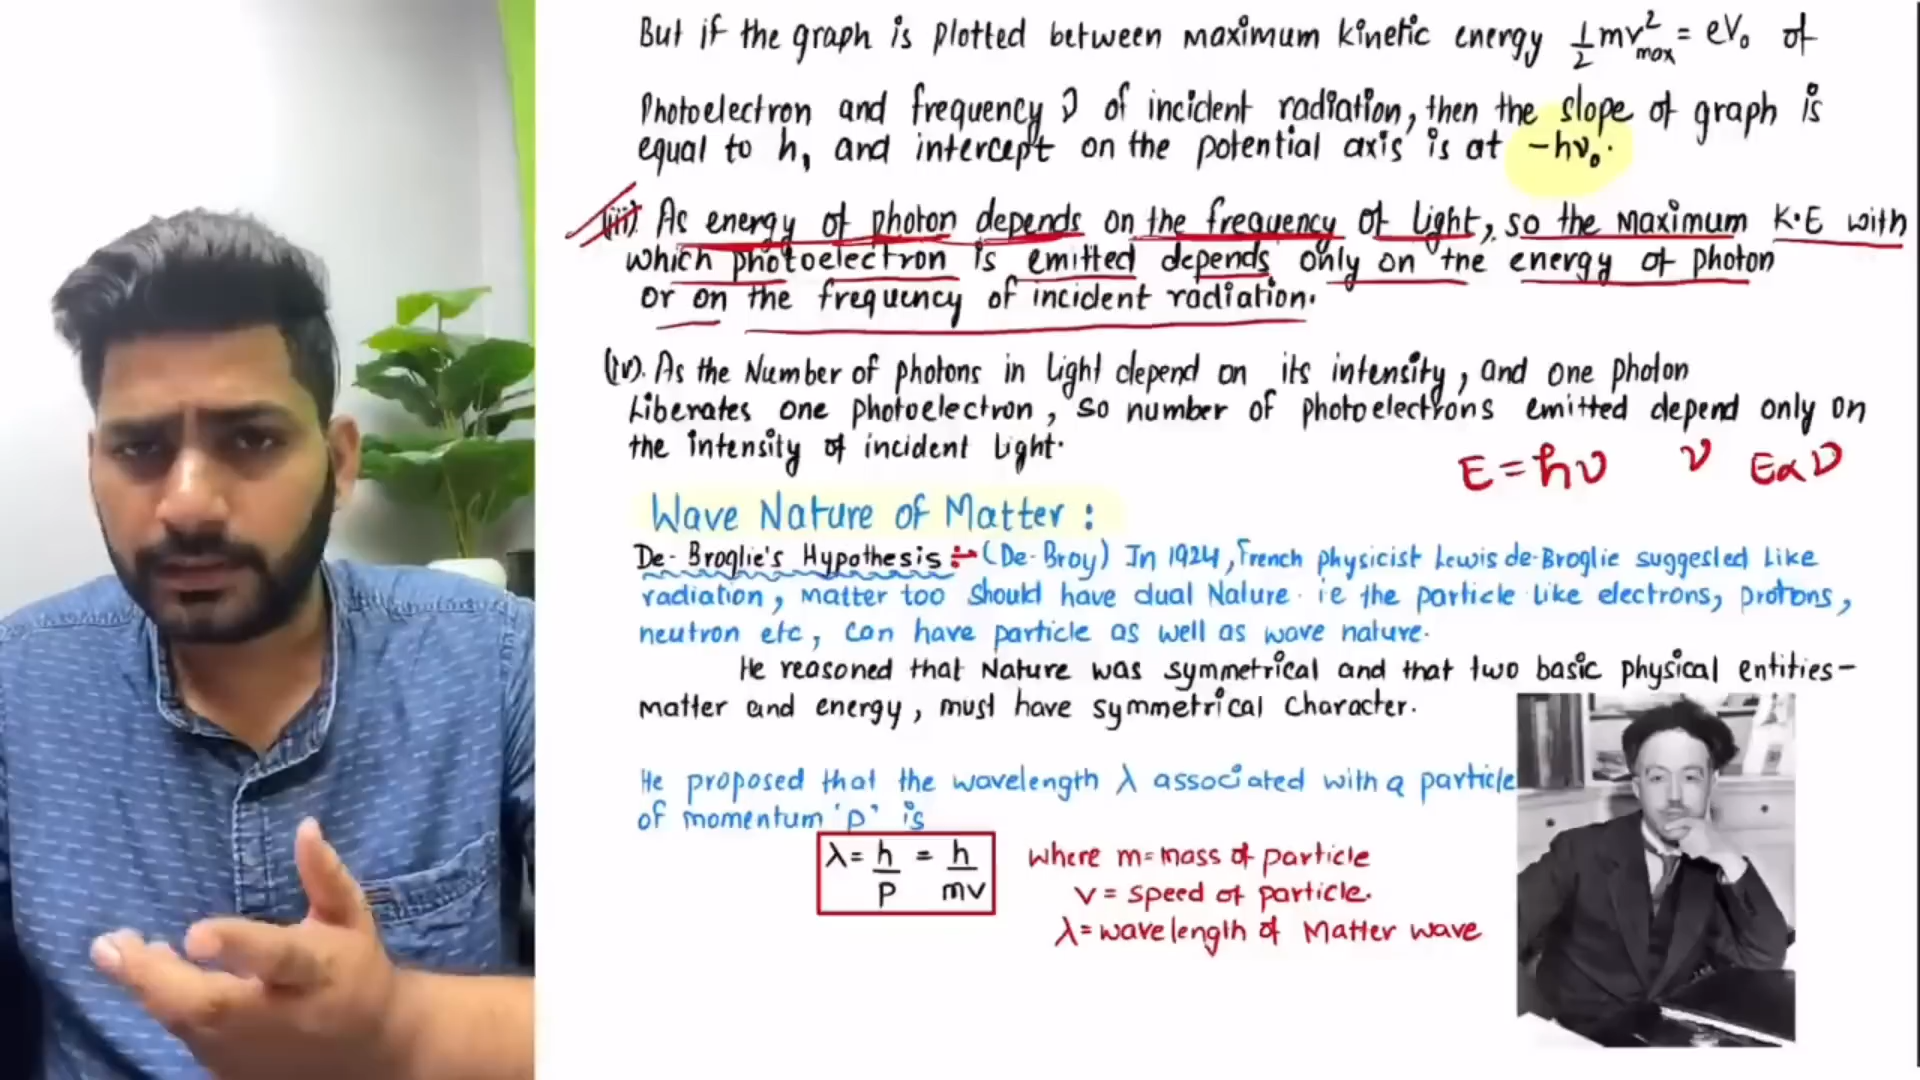 But if the graph is plotted between maximum kinetic energy ½mv²max = eV₀ of
Photoelectron and frequency ν of incident radiation, then the slope of graph is
equal to h, and intercept on the potential axis is at -hν₀.
(iii). As energy of photon depends on the frequency of Light, so the Maximum K.E with
which photoelectron is emitted depends only on the energy of photon
or on the frequency of incident radiation.
(iv). As the Number of photons in light depend on its intensity, and one photon
Liberates one photoelectron, so number of photoelectrons emitted depend only on
the intensity of incident Light.
E = hν ν E∝ν
Wave Nature of Matter :
De-Broglie's Hypothesis :- (De-Broy) In 1924, French physicist Lewis de-Broglie suggested Like
radiation, matter too should have dual Nature. ie the particle like electrons, protons,
neutron etc, can have particle as well as wave nature.
He reasoned that Nature was symmetrical and that two basic physical entities-
matter and energy, must have symmetrical character.
He proposed that the wavelength λ associated with a particle
of momentum 'p' is
λ = h/p = h/mv
where m = mass of particle
v = speed of particle.
λ = wavelength of Matter wave